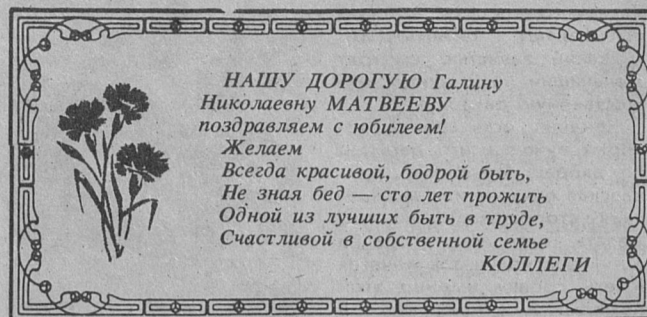 НАШУ ДОРОГУЮ Галину
Николаевну МАТВЕЕВУ
поздравляем с юбилеем!
Желаем
Всегда красивой, бодрой быть,
Не зная бед — сто лет прожить
Одной из лучших быть в труде,
Счастливой в собственной семье
КОЛЛЕГИ